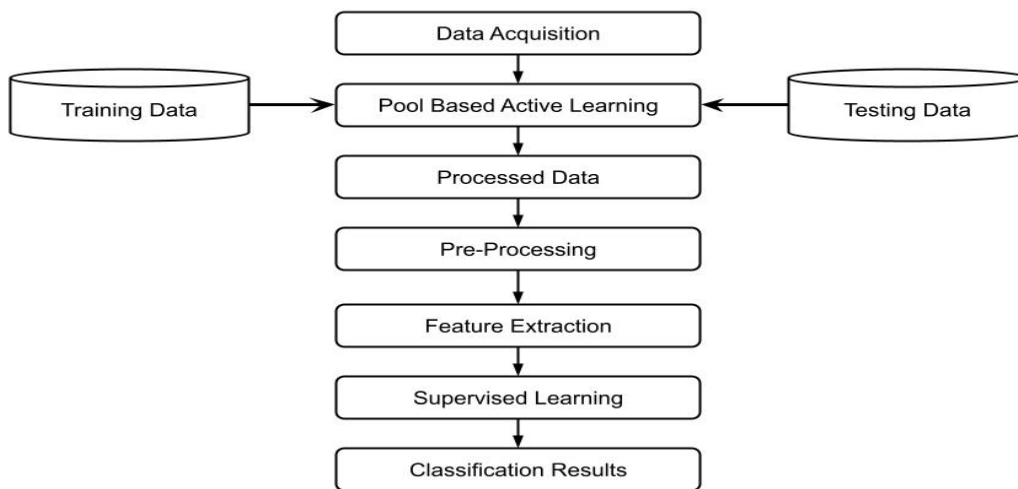 Data Acquisition
Training Data
Pool Based Active Learning
Testing Data
Processed Data
Pre-Processing
Feature Extraction
Supervised Learning
Classification Results